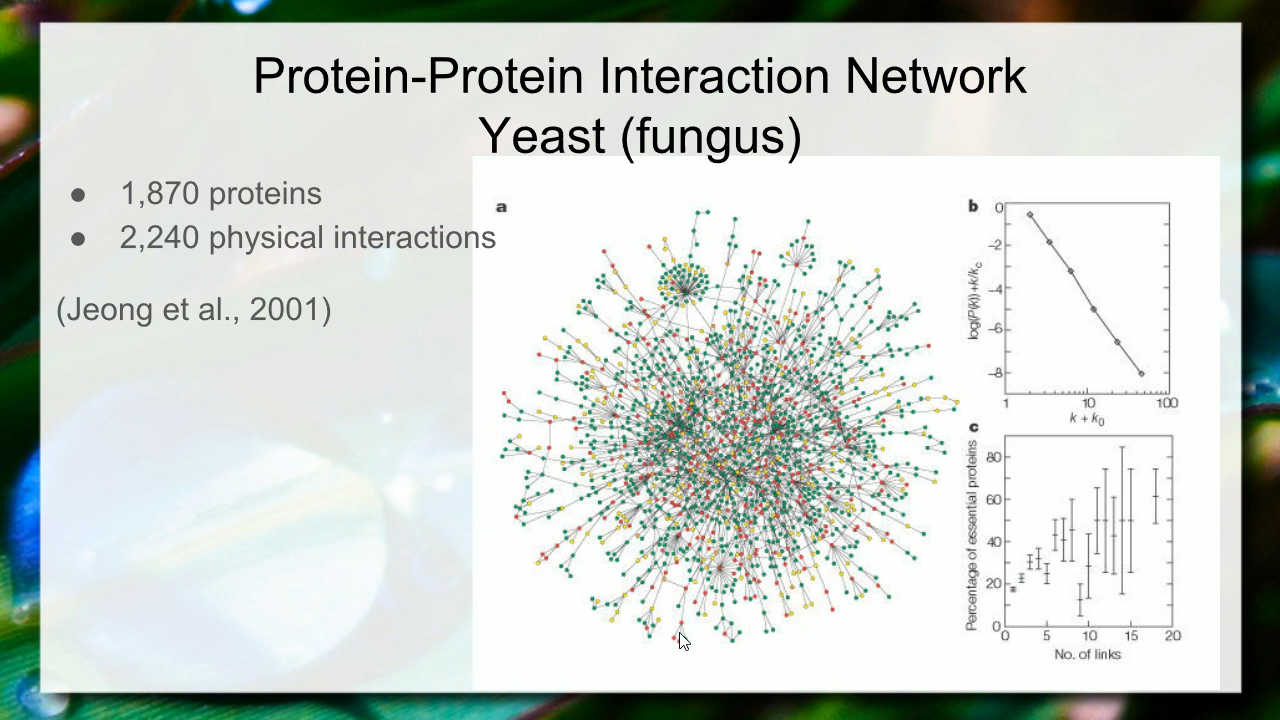 Protein-Protein Interaction Network
Yeast (fungus)
● 1,870 proteins
● 2,240 physical interactions
(Jeong et al., 2001)
a
b
0
-2
-4
-6
-8
log(P(k))+k/kc
1 10 100
k + k0
c
80
60
40
20
0
Percentage of essential proteins
0 5 10 15 20
No. of links